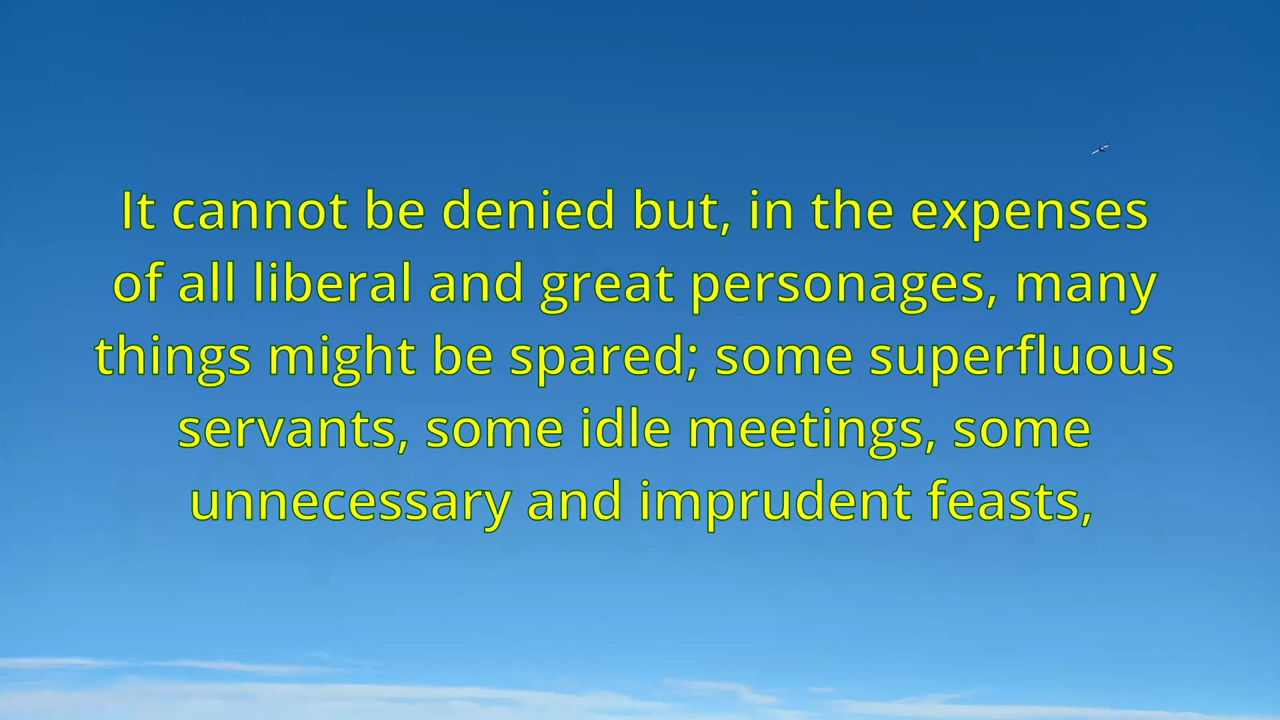 It cannot be denied but, in the expenses
of all liberal and great personages, many
things might be spared; some superfluous
servants, some idle meetings, some
unnecessary and imprudent feasts,